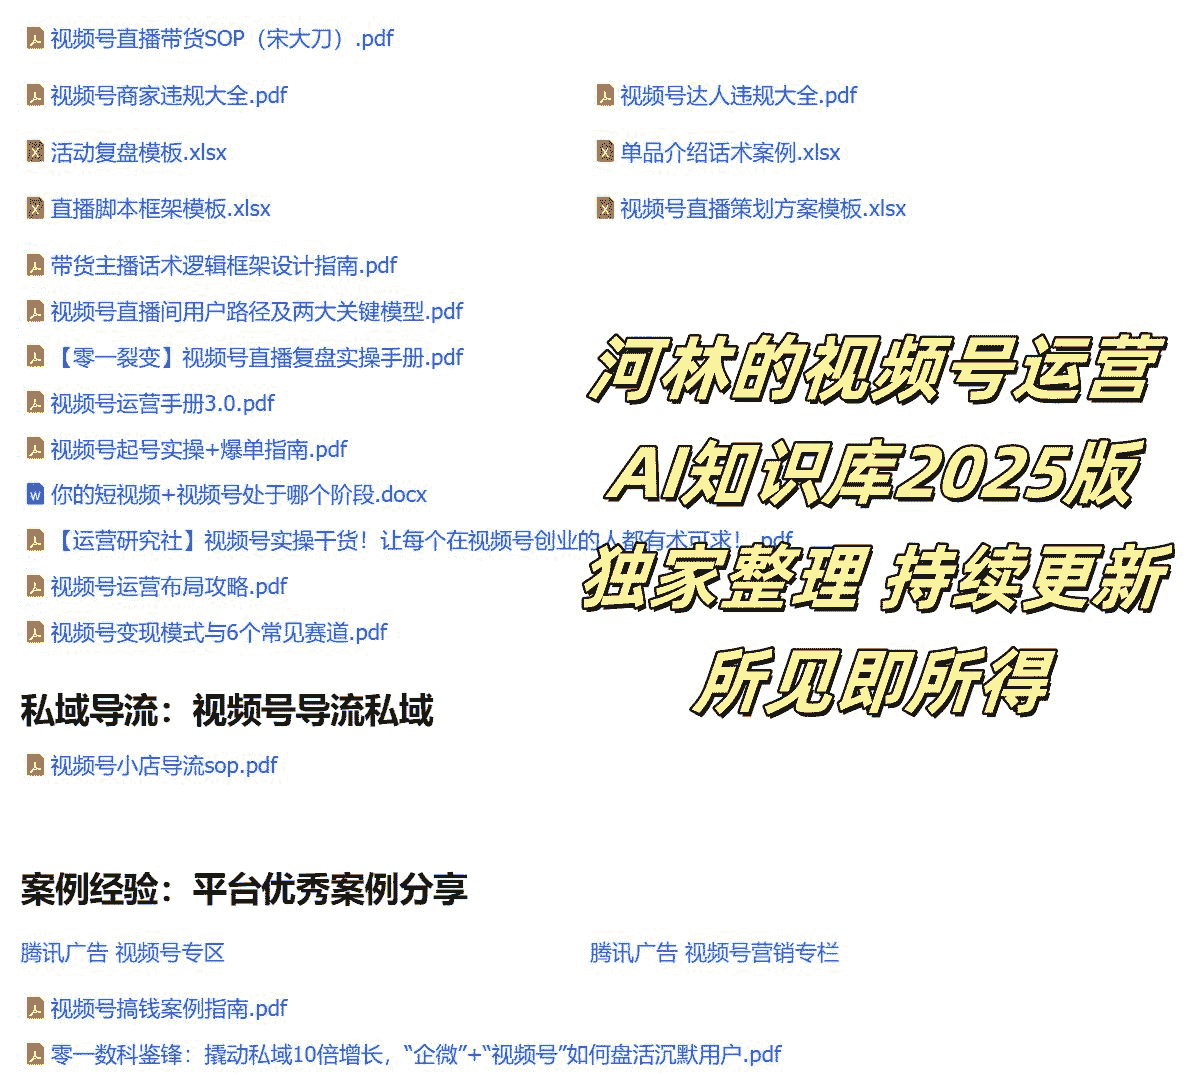 视频号直播带货SOP（宋大刀）.pdf
视频号商家违规大全.pdf
视频号达人违规大全.pdf
活动复盘模板.xlsx
单品介绍话术案例.xlsx
直播脚本框架模板.xlsx
视频号直播策划方案模板.xlsx
带货主播话术逻辑框架设计指南.pdf
视频号直播间用户路径及两大关键模型.pdf
【零一裂变】视频号直播复盘实操手册.pdf
视频号运营手册3.0.pdf
视频号起号实操+爆单指南.pdf
你的短视频+视频号处于哪个阶段.docx
【运营研究社】视频号实操干货！让每个在视频号创业的人都有术可求！.pdf
视频号运营布局攻略.pdf
视频号变现模式与6个常见赛道.pdf
河林的视频号运营
AI知识库2025版
独家整理 持续更新
所见即所得
私域导流：视频号导流私域
视频号小店导流sop.pdf
案例经验：平台优秀案例分享
腾讯广告 视频号专区
腾讯广告 视频号营销专栏
视频号搞钱案例指南.pdf
零一数科鉴锋：撬动私域10倍增长，“企微”+“视频号”如何盘活沉默用户.pdf